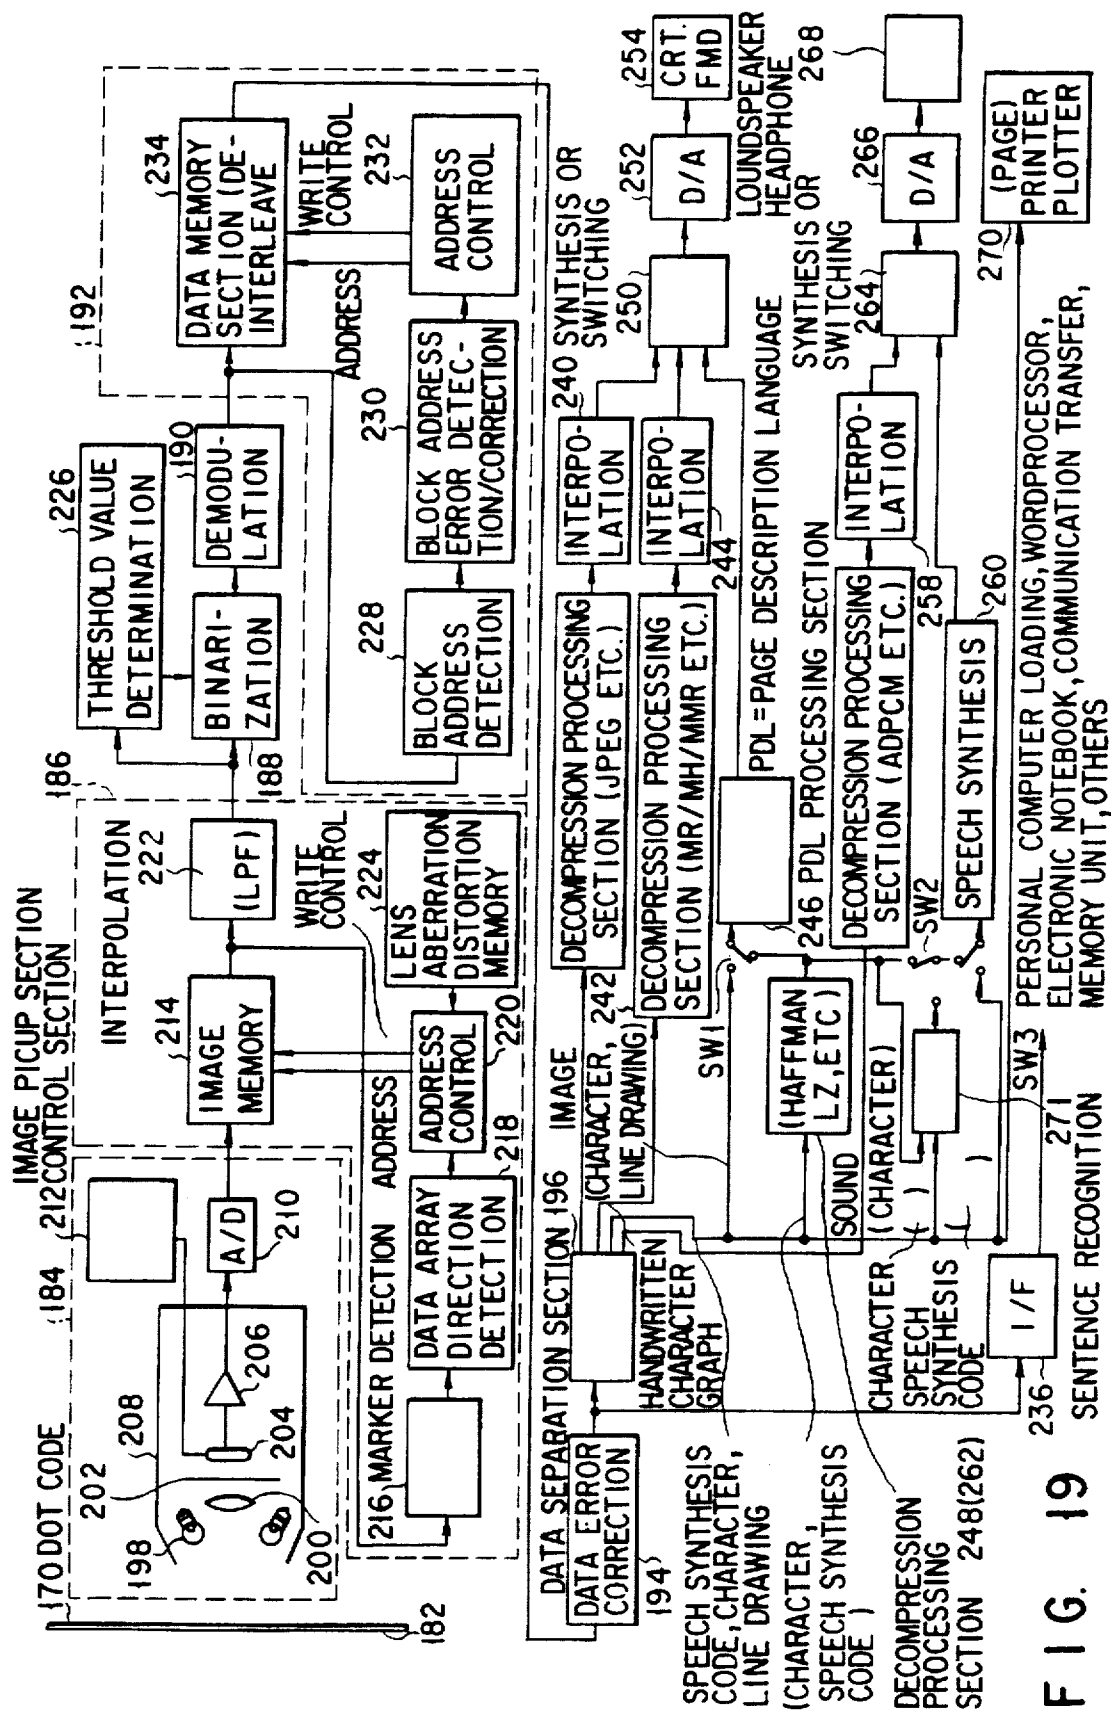 170 DOT CODE
182
184
198
200
202
204
206
208
A/D
210
IMAGE PICUP SECTION
212 CONTROL SECTION
186
INTERPOLATION
214
IMAGE
MEMORY
222
(LPF)
WRITE
CONTROL
224
LENS
ABERRATION
DISTORTION
MEMORY
ADDRESS
ADDRESS
CONTROL
220
216 MARKER DETECTION
DATA ARRAY
DIRECTION
DETECTION
218
226
THRESHOLD VALUE
DETERMINATION
BINARI-
ZATION
188
190
DEMODU-
LATION
192
234
DATA MEMORY
SECTION (DE-
INTERLEAVE
WRITE
CONTROL
ADDRESS
228
BLOCK
ADDRESS
DETECTION
230
BLOCK ADDRESS
ERROR DETEC-
TION/CORRECTION
232
ADDRESS
CONTROL
DATA SEPARATION SECTION 196
DATA ERROR
CORRECTION
194
HANDWRITTEN
CHARACTER
GRAPH
IMAGE
(CHARACTER,
LINE DRAWING)
DECOMPRESSION PROCESSING
SECTION (JPEG ETC.)
242
DECOMPRESSION PROCESSING
SECTION (MR/MH/MMR ETC.)
INTERPO-
LATION
240
INTERPO-
LATION
244
SYNTHESIS OR
SWITCHING
250
252
D/A
254
CRT.
FMD
PDL=PAGE DESCRIPTION LANGUAGE
246 PDL PROCESSING SECTION
SW1
(HAFFMAN
LZ, ETC)
SOUND
DECOMPRESSION PROCESSING
SECTION (ADPCM ETC.)
INTERPO-
LATION
258
SYNTHESIS OR
SWITCHING
264
266
D/A
LOUNDSPEAKER
HEADPHONE
268
SW2
SPEECH SYNTHESIS
260
(CHARACTER)
CHARACTER
( SPEECH )
SYNTHESIS
CODE
( )
271
SW3
270
(PAGE)
PRINTER
PLOTTER
SPEECH SYNTHESIS
CODE, CHARACTER,
LINE DRAWING
(CHARACTER,
SPEECH SYNTHESIS
CODE )
DECOMPRESSION
PROCESSING
SECTION 248(262)
I/F
236
SENTENCE RECOGNITION
PERSONAL COMPUTER LOADING, WORDPROCESSOR,
ELECTRONIC NOTEBOOK, COMMUNICATION TRANSFER,
MEMORY UNIT, OTHERS
FIG. 19